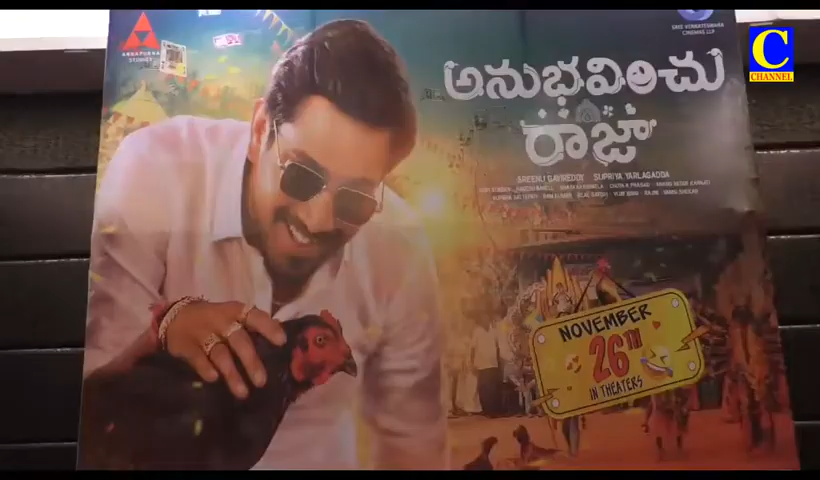 ANNAPURNA
STUDIOS
SREE VENKATESWARA
CINEMAS LLP
C
CHANNEL
అనుభవించు
రాజా
SREENU GAVIREDDY SUPRIYA YARLAGADDA
NOVEMBER
26TH
IN THEATERS